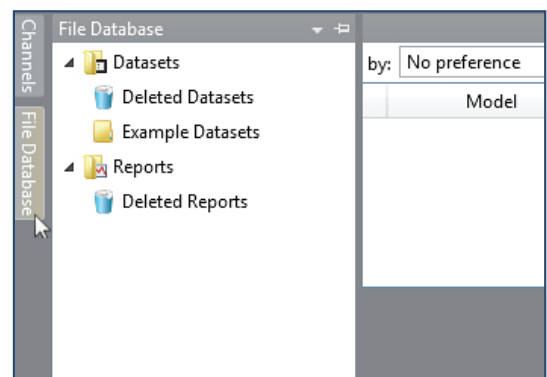 Channels
File Database
File Database
Datasets
Deleted Datasets
Example Datasets
Reports
Deleted Reports
by: No preference
Model